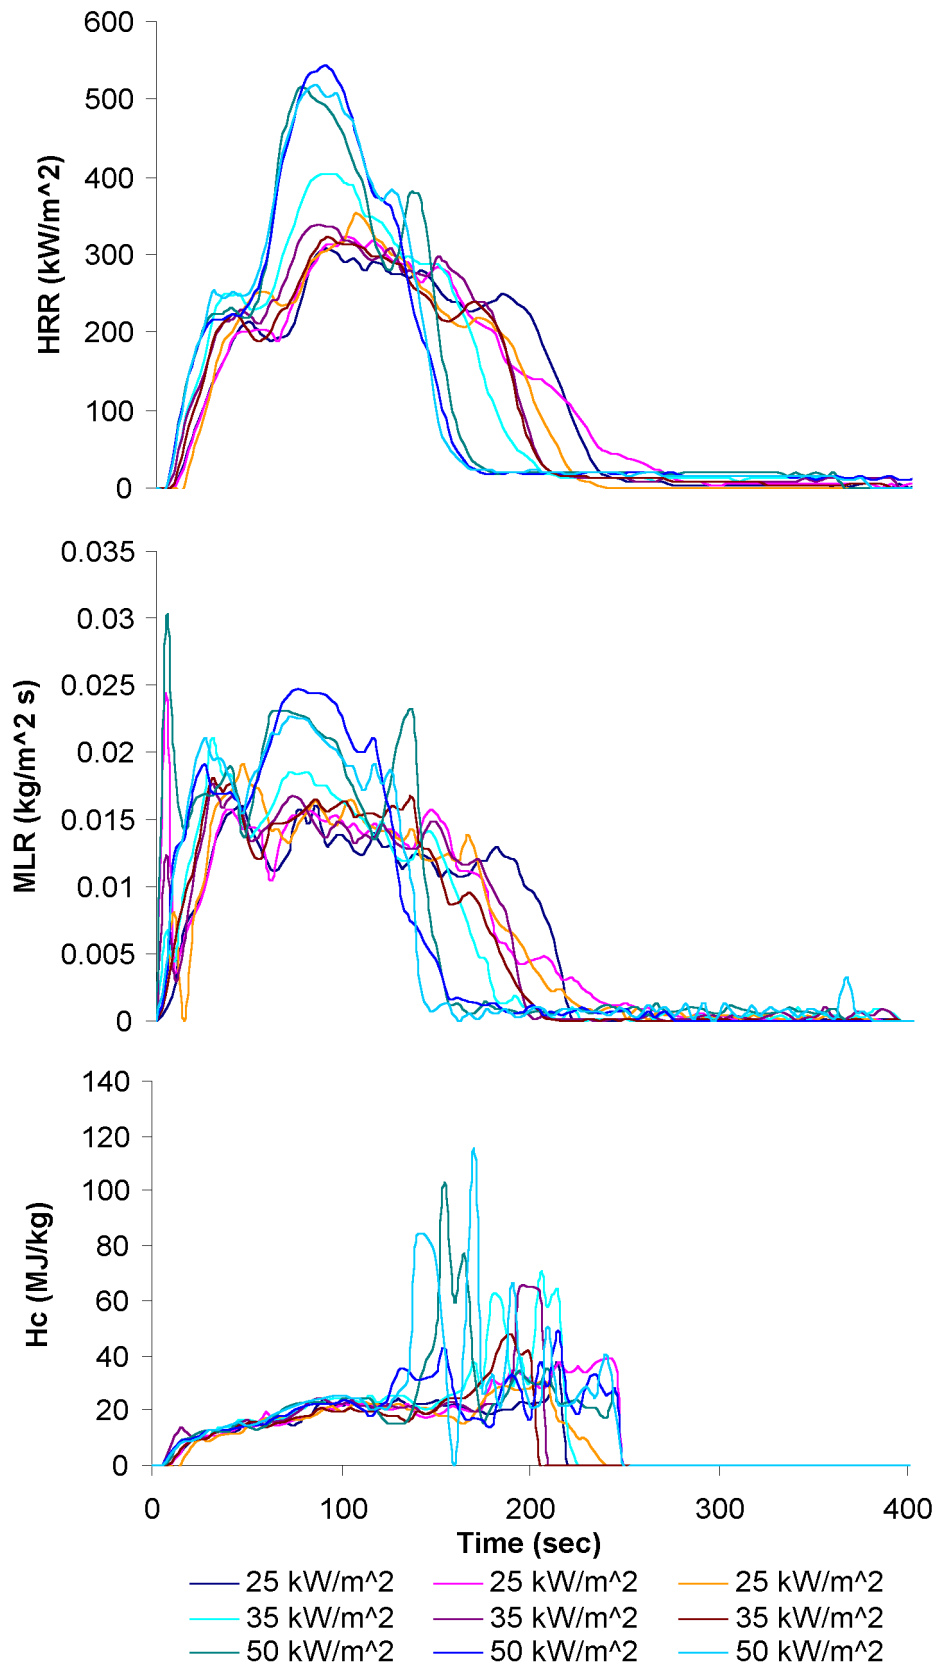 600
500
400
300
200
100
0
HRR (kW/m^2)
0.035
0.03
0.025
0.02
0.015
0.01
0.005
0
MLR (kg/m^2 s)
140
120
100
80
60
40
20
0
Hc (MJ/kg)
0 100 200 300 400
Time (sec)
25 kW/m^2 25 kW/m^2 25 kW/m^2
35 kW/m^2 35 kW/m^2 35 kW/m^2
50 kW/m^2 50 kW/m^2 50 kW/m^2